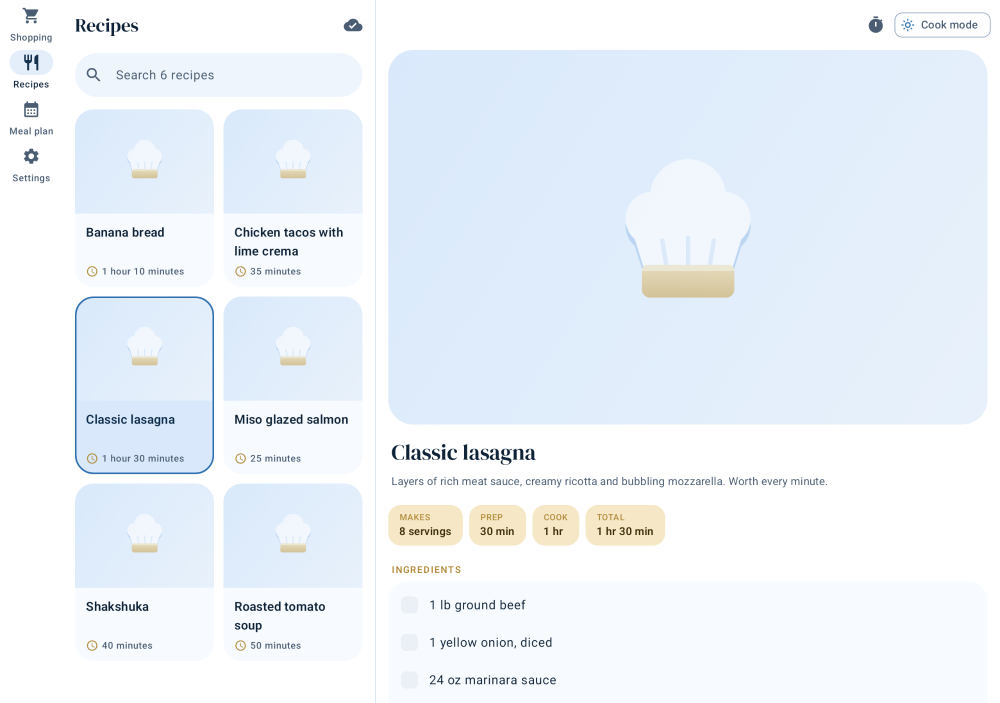 Shopping
Recipes
Meal plan
Settings
Recipes
Search 6 recipes
Banana bread
1 hour 10 minutes
Chicken tacos with
lime crema
35 minutes
Classic lasagna
1 hour 30 minutes
Miso glazed salmon
25 minutes
Shakshuka
40 minutes
Roasted tomato
soup
50 minutes
Cook mode
Classic lasagna
Layers of rich meat sauce, creamy ricotta and bubbling mozzarella. Worth every minute.
MAKES
8 servings
PREP
30 min
COOK
1 hr
TOTAL
1 hr 30 min
INGREDIENTS
1 lb ground beef
1 yellow onion, diced
24 oz marinara sauce